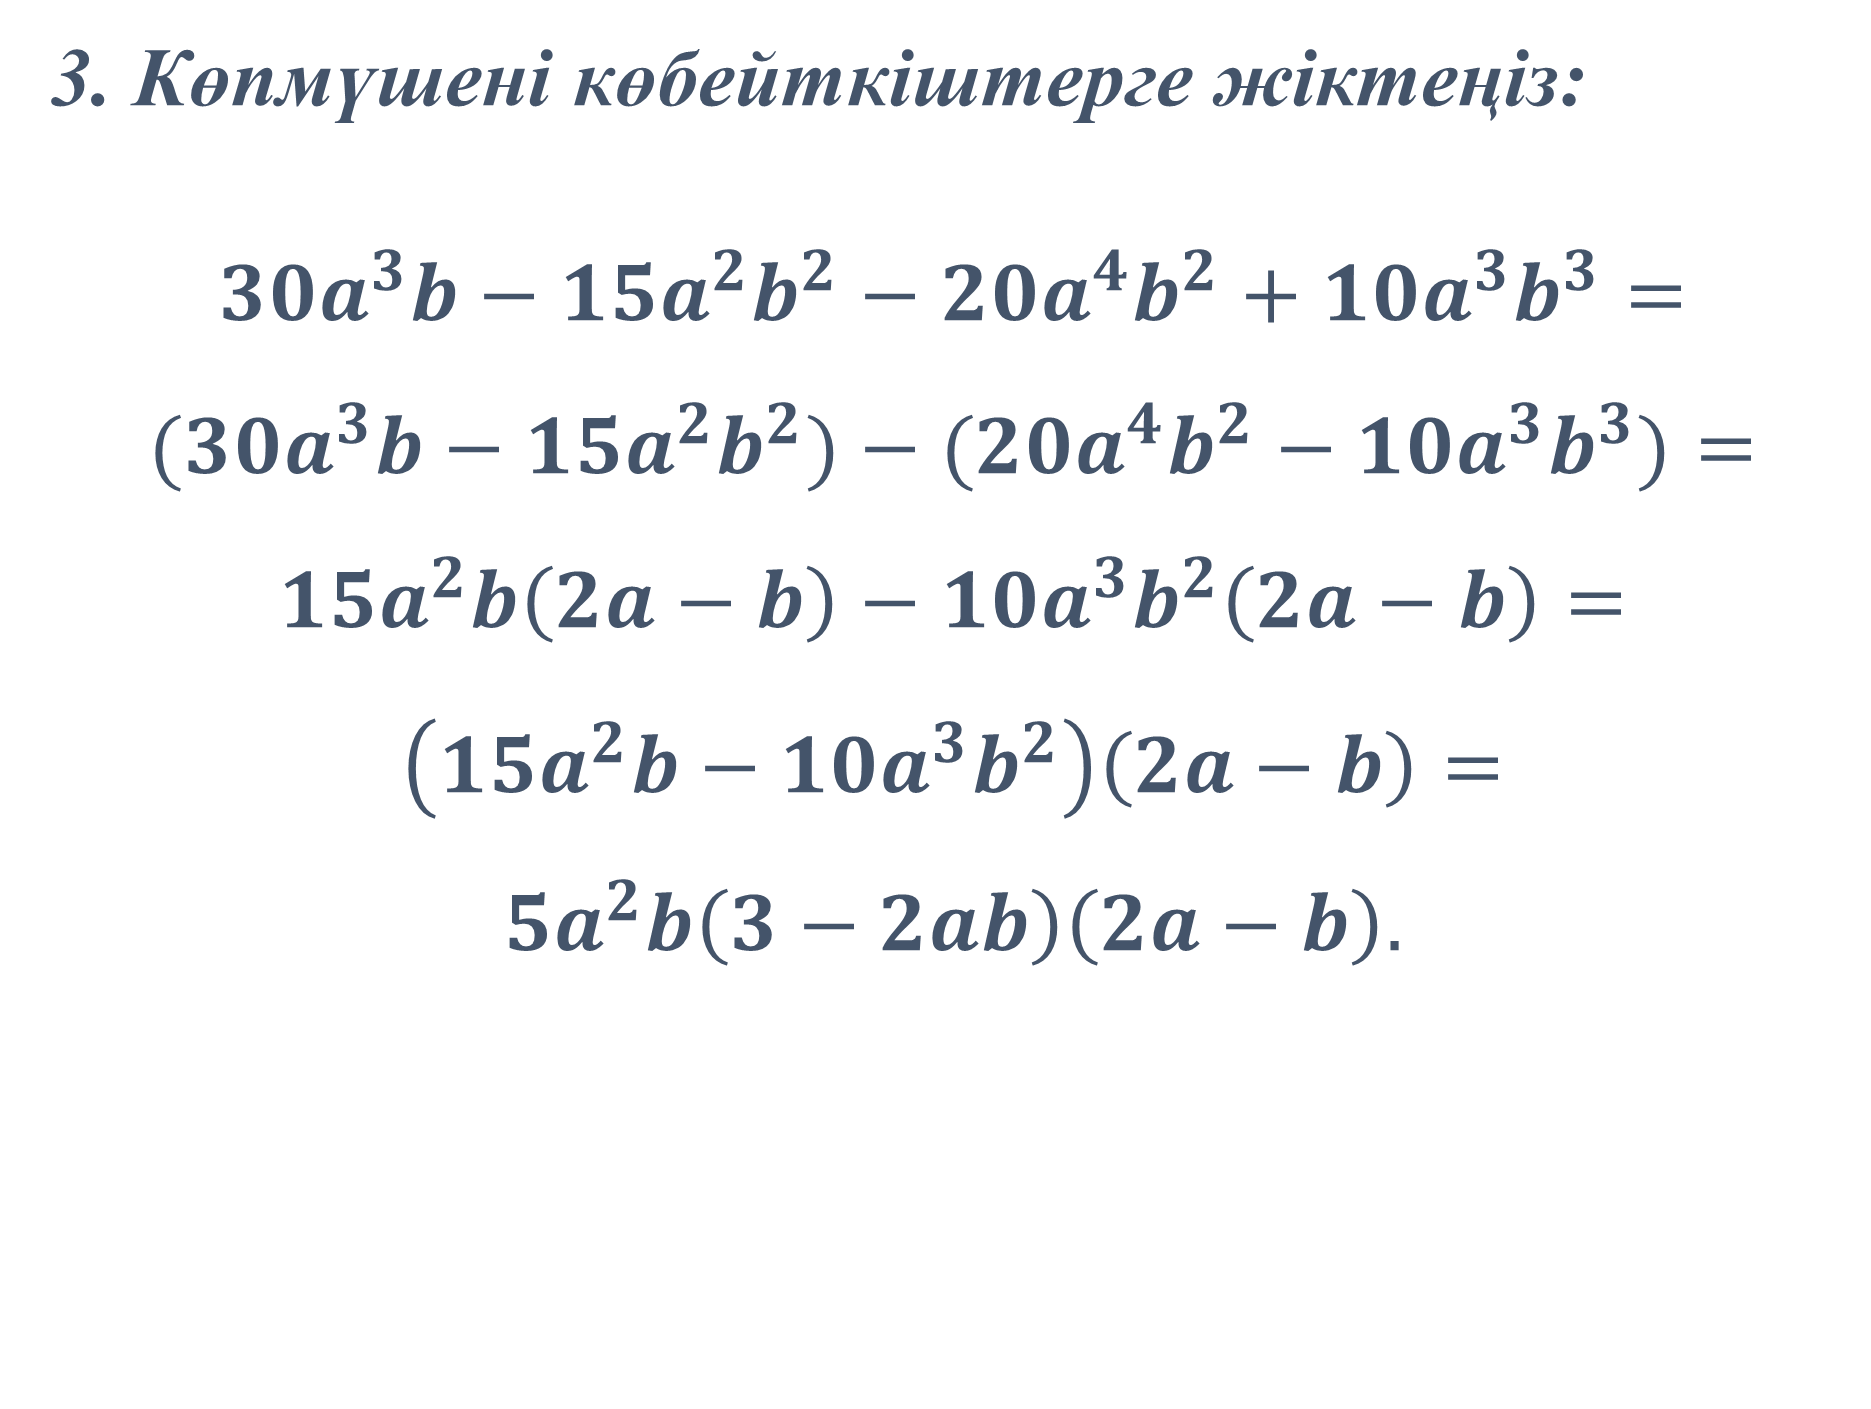 3. Көпмүшені көбейткіштерге жіктеңіз:
30a³b − 15a²b² − 20a⁴b² + 10a³b³ =
(30a³b − 15a²b²) − (20a⁴b² − 10a³b³) =
15a²b(2a − b) − 10a³b²(2a − b) =
(15a²b − 10a³b²)(2a − b) =
5a²b(3 − 2ab)(2a − b).